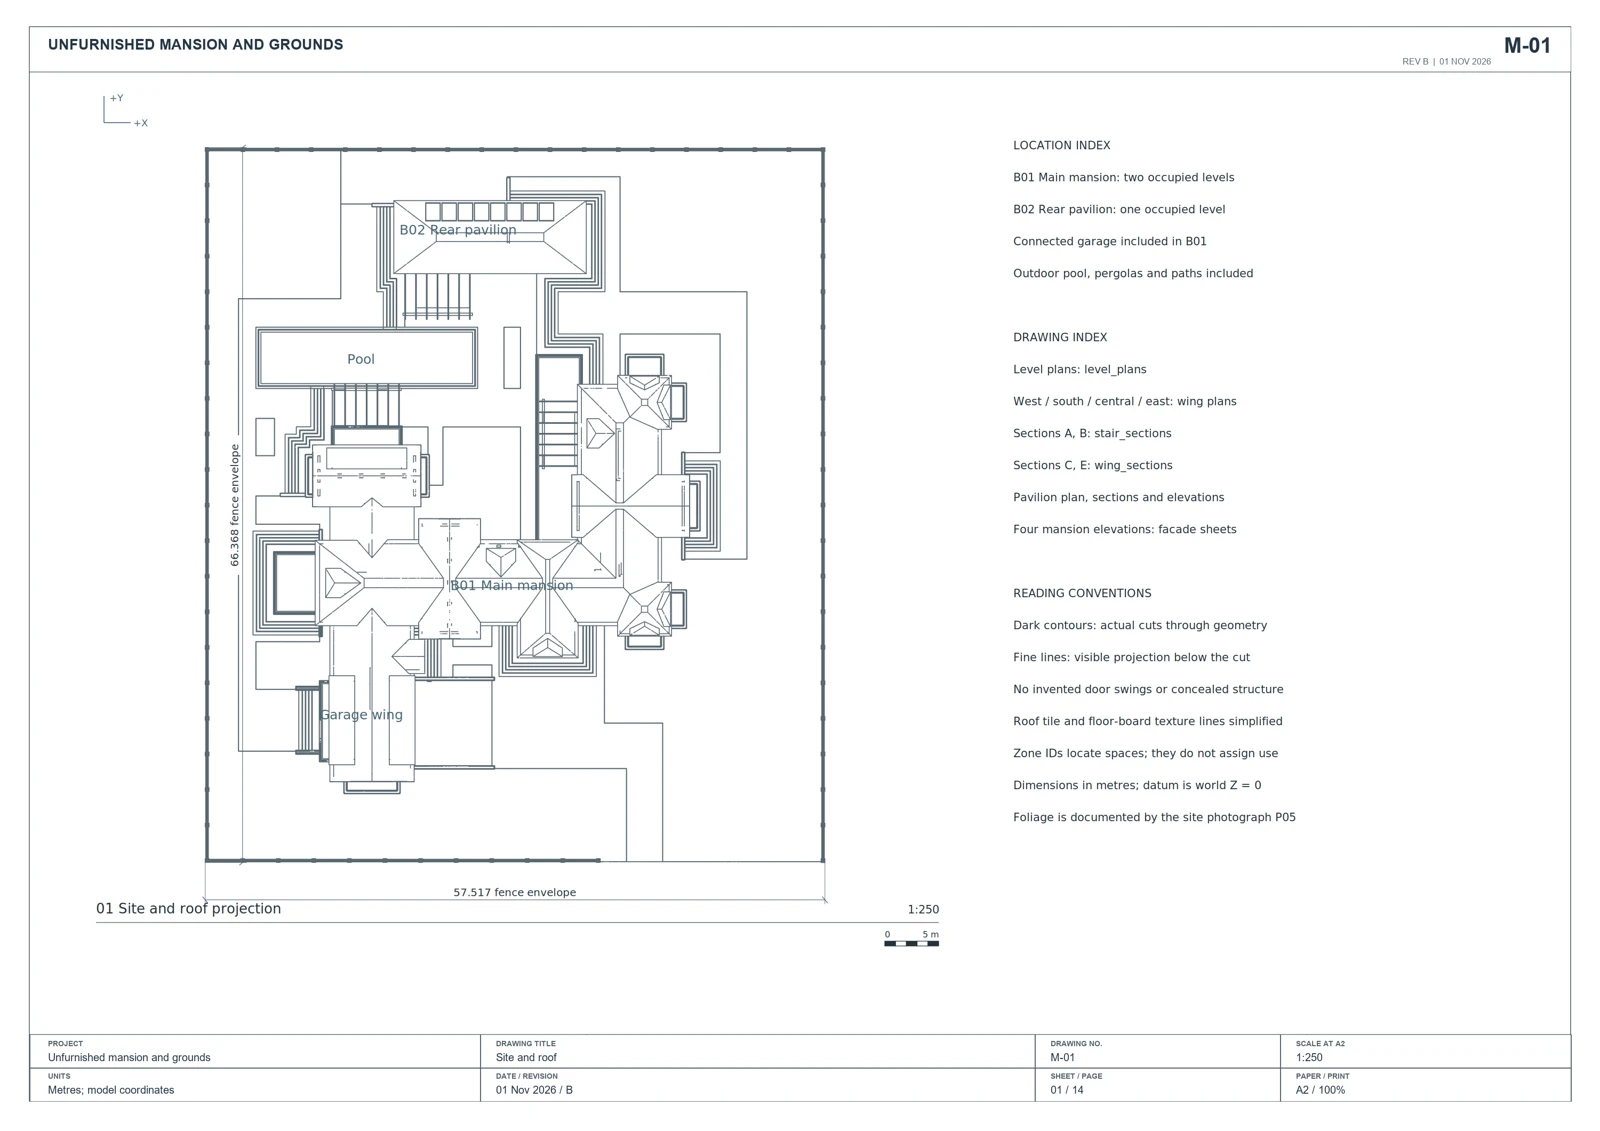 UNFURNISHED MANSION AND GROUNDS
M-01
REV B | 01 NOV 2026
+Y
+X
B02 Rear pavilion
Pool
66.368 fence envelope
B01 Main mansion
1
Garage wing
57.517 fence envelope
01 Site and roof projection
1:250
0 5 m
LOCATION INDEX
B01 Main mansion: two occupied levels
B02 Rear pavilion: one occupied level
Connected garage included in B01
Outdoor pool, pergolas and paths included
DRAWING INDEX
Level plans: level_plans
West / south / central / east: wing plans
Sections A, B: stair_sections
Sections C, E: wing_sections
Pavilion plan, sections and elevations
Four mansion elevations: facade sheets
READING CONVENTIONS
Dark contours: actual cuts through geometry
Fine lines: visible projection below the cut
No invented door swings or concealed structure
Roof tile and floor-board texture lines simplified
Zone IDs locate spaces; they do not assign use
Dimensions in metres; datum is world Z = 0
Foliage is documented by the site photograph P05
PROJECT
Unfurnished mansion and grounds
DRAWING TITLE
Site and roof
DRAWING NO.
M-01
SCALE AT A2
1:250
UNITS
Metres; model coordinates
DATE / REVISION
01 Nov 2026 / B
SHEET / PAGE
01 / 14
PAPER / PRINT
A2 / 100%